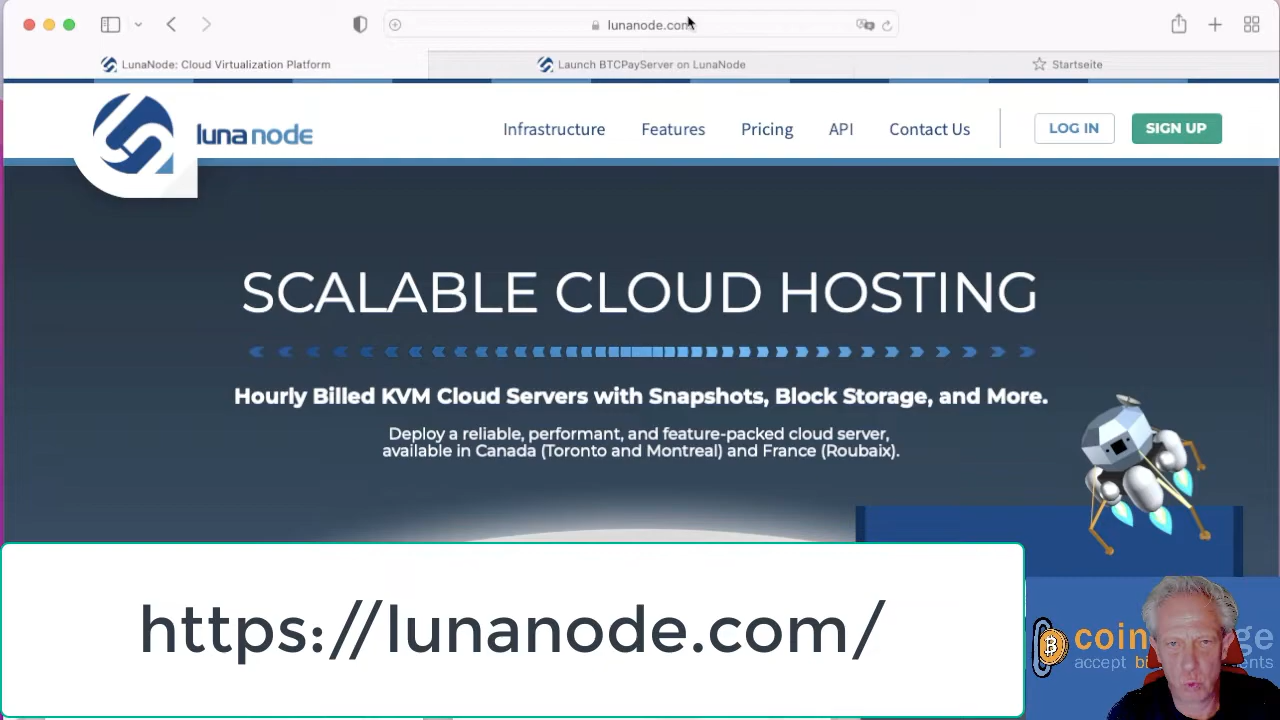 lunanode.com
LunaNode: Cloud Virtualization Platform
Launch BTCPayServer on LunaNode
Startseite
lunanode
Infrastructure
Features
Pricing
API
Contact Us
LOG IN
SIGN UP
SCALABLE CLOUD HOSTING
Hourly Billed KVM Cloud Servers with Snapshots, Block Storage, and More.
Deploy a reliable, performant, and feature-packed cloud server,
available in Canada (Toronto and Montreal) and France (Roubaix).
https://lunanode.com/
coin
accept